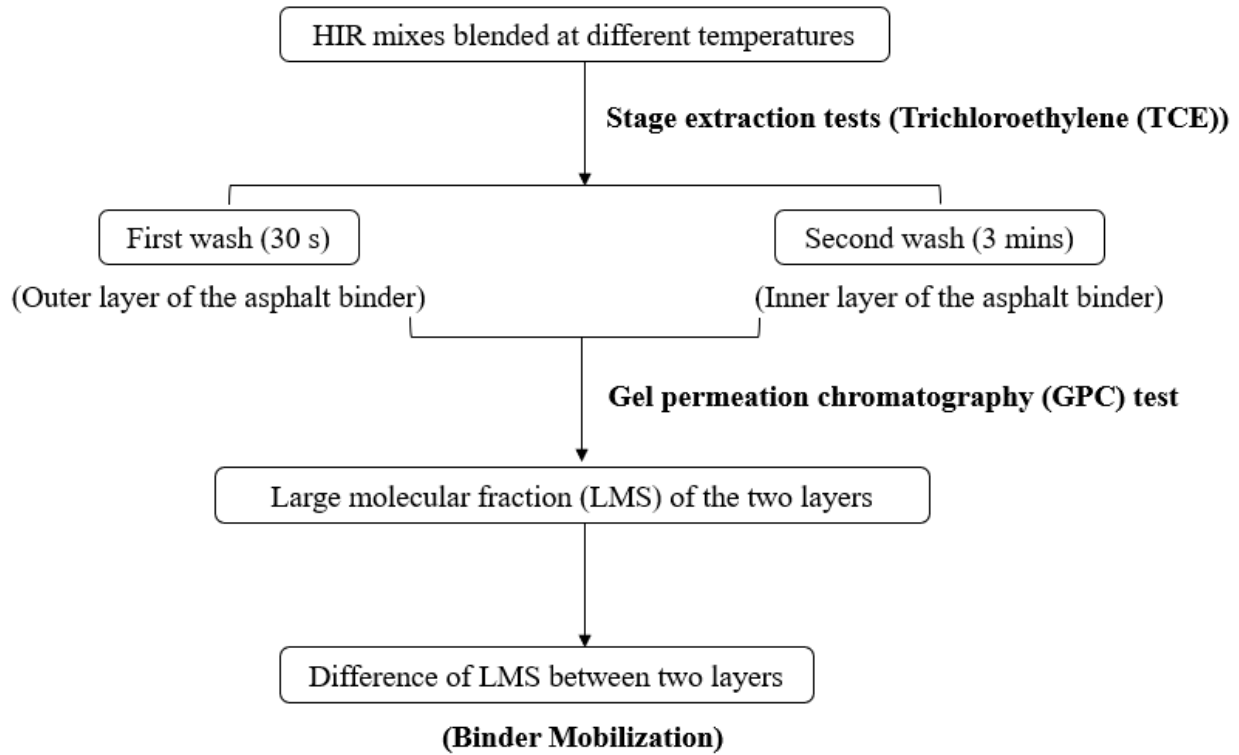 HIR mixes blended at different temperatures
Stage extraction tests (Trichloroethylene (TCE))
First wash (30 s)
Second wash (3 mins)
(Outer layer of the asphalt binder)
(Inner layer of the asphalt binder)
Gel permeation chromatography (GPC) test
Large molecular fraction (LMS) of the two layers
Difference of LMS between two layers
(Binder Mobilization)